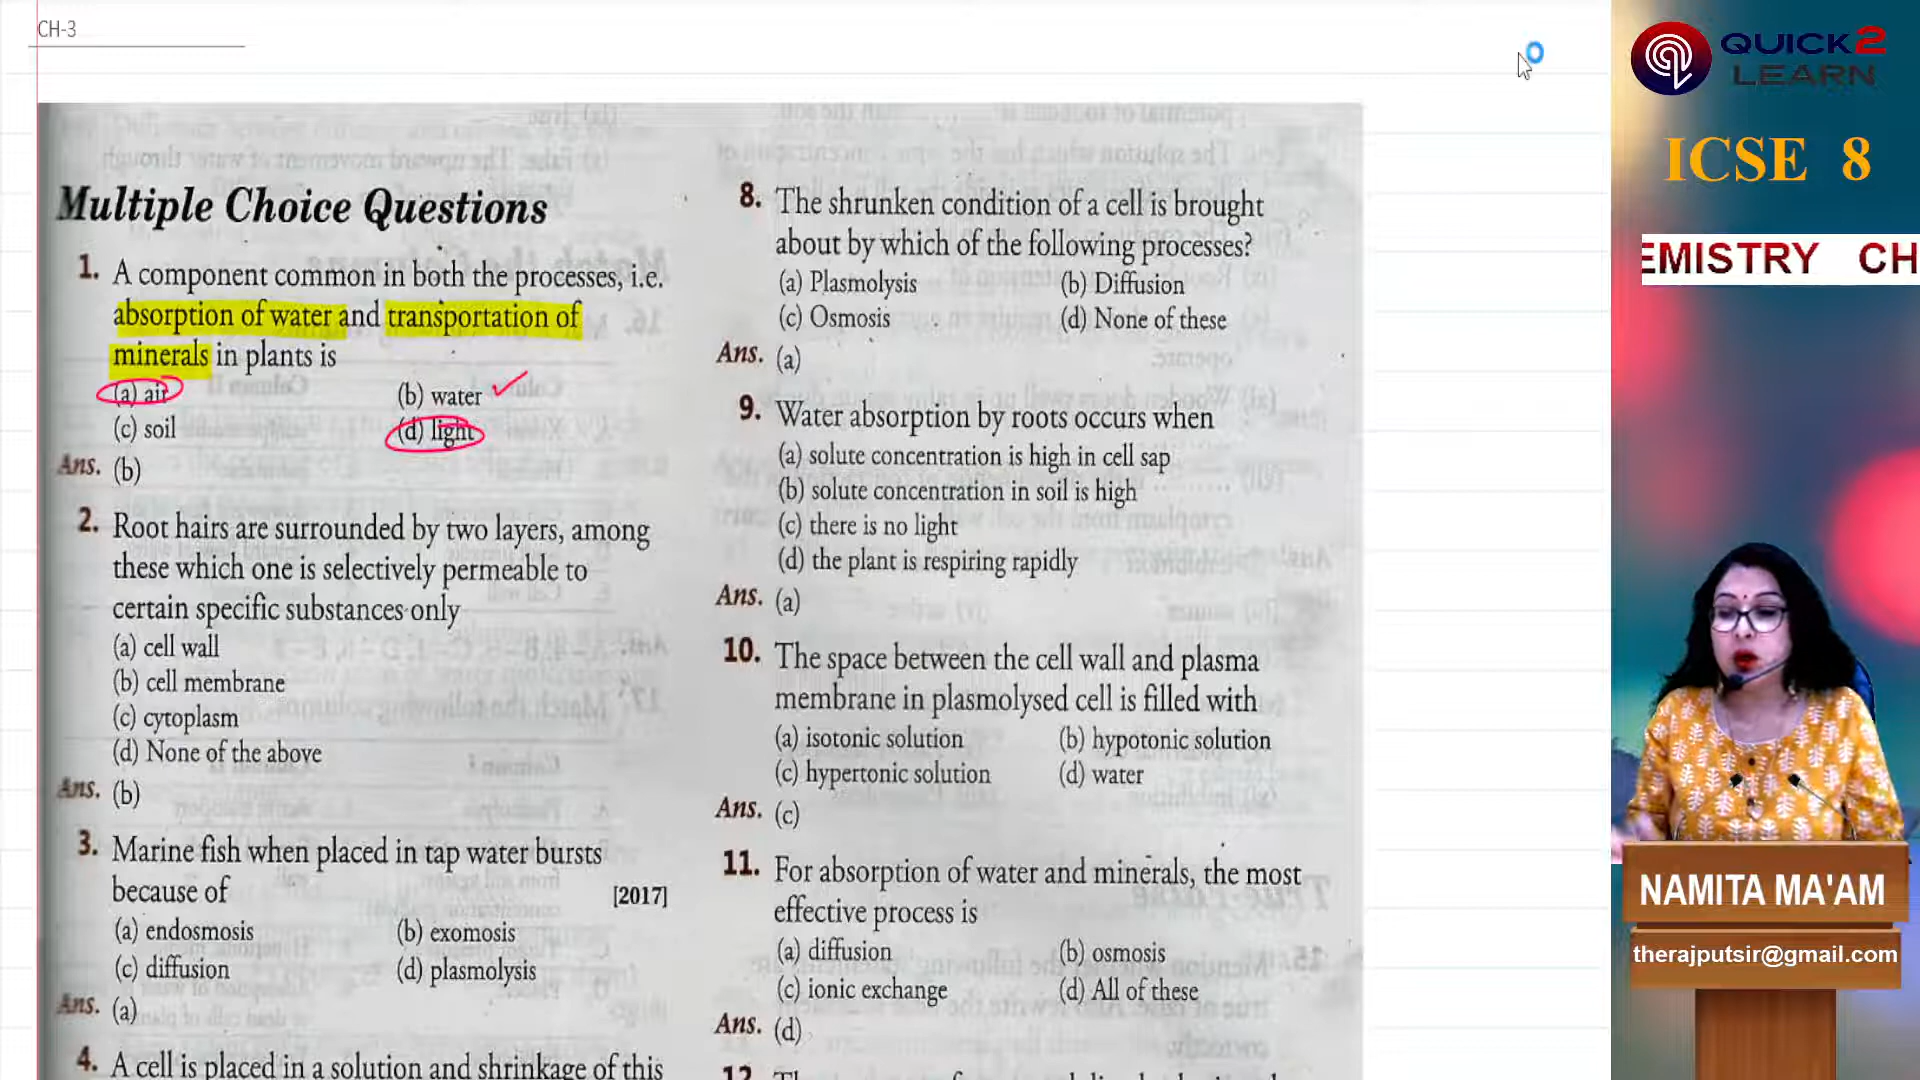 CH-3
Multiple Choice Questions
1. A component common in both the processes, i.e.
absorption of water and transportation of
minerals in plants is
(a) air (b) water
(c) soil (d) light
Ans. (b)
2. Root hairs are surrounded by two layers, among
these which one is selectively permeable to
certain specific substances only
(a) cell wall
(b) cell membrane
(c) cytoplasm
(d) None of the above
Ans. (b)
3. Marine fish when placed in tap water bursts
because of [2017]
(a) endosmosis (b) exomosis
(c) diffusion (d) plasmolysis
Ans. (a)
4. A cell is placed in a solution and shrinkage of this
8. The shrunken condition of a cell is brought
about by which of the following processes?
(a) Plasmolysis (b) Diffusion
(c) Osmosis (d) None of these
Ans. (a)
9. Water absorption by roots occurs when
(a) solute concentration is high in cell sap
(b) solute concentration in soil is high
(c) there is no light
(d) the plant is respiring rapidly
Ans. (a)
10. The space between the cell wall and plasma
membrane in plasmolysed cell is filled with
(a) isotonic solution (b) hypotonic solution
(c) hypertonic solution (d) water
Ans. (c)
11. For absorption of water and minerals, the most
effective process is
(a) diffusion (b) osmosis
(c) ionic exchange (d) All of these
Ans. (d)
12.
QUICK2
LEARN
ICSE 8
EMISTRY CH
NAMITA MA'AM
therajputsir@gmail.com